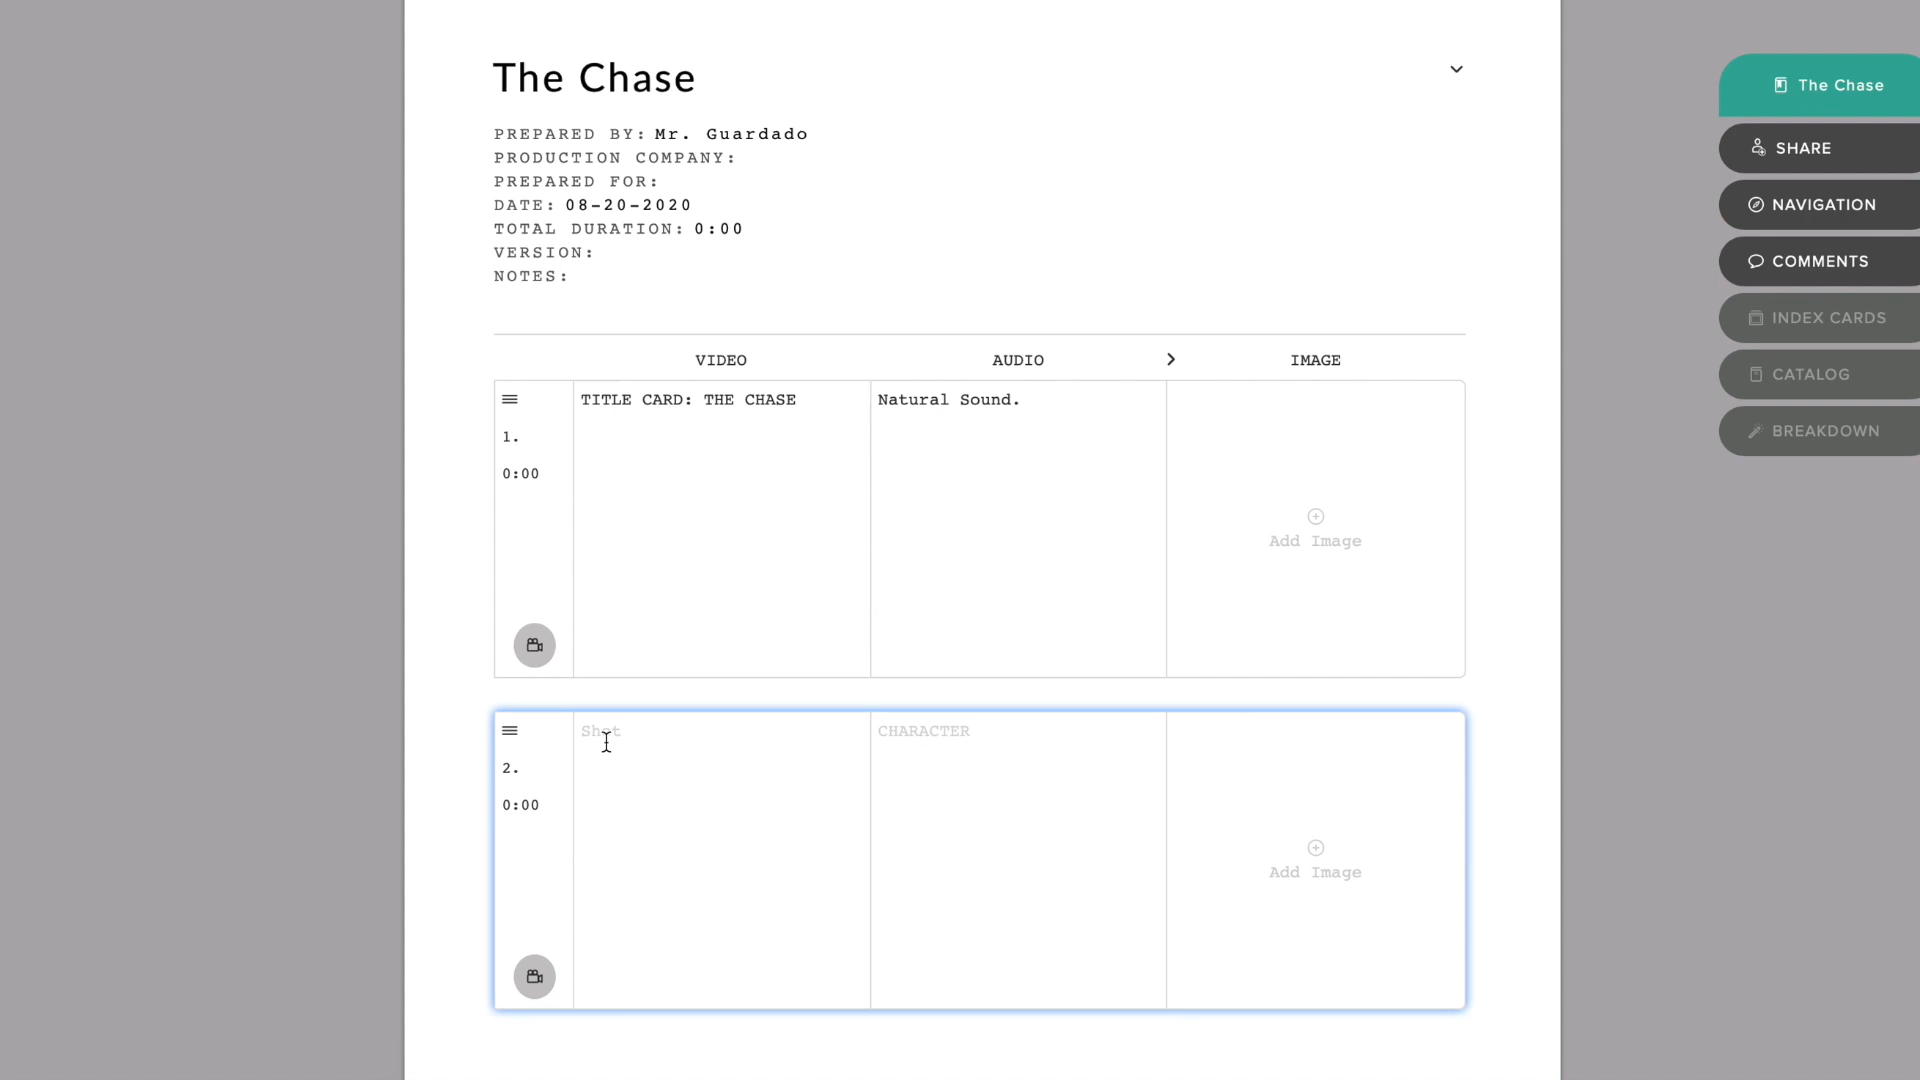 The Chase
PREPARED BY: Mr. Guardado
PRODUCTION COMPANY:
PREPARED FOR:
DATE: 08-20-2020
TOTAL DURATION: 0:00
VERSION:
NOTES:
VIDEO AUDIO IMAGE
TITLE CARD: THE CHASE Natural Sound.
1.
0:00
Add Image
Shot CHARACTER
2.
0:00
Add Image
The Chase
SHARE
NAVIGATION
COMMENTS
INDEX CARDS
CATALOG
BREAKDOWN